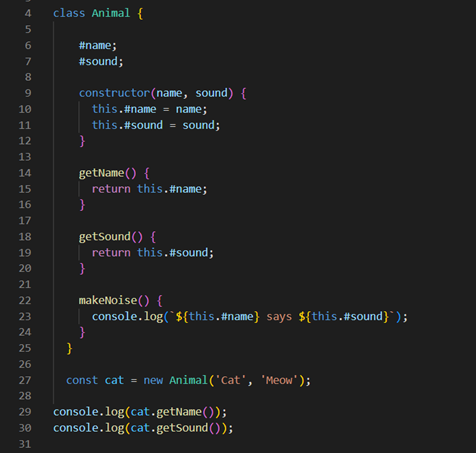 4 class Animal {
5
6 #name;
7 #sound;
8
9 constructor(name, sound) {
10 this.#name = name;
11 this.#sound = sound;
12 }
13
14 getName() {
15 return this.#name;
16 }
17
18 getSound() {
19 return this.#sound;
20 }
21
22 makeNoise() {
23 console.log(`${this.#name} says ${this.#sound}`);
24 }
25 }
26
27 const cat = new Animal('Cat', 'Meow');
28
29 console.log(cat.getName());
30 console.log(cat.getSound());
31